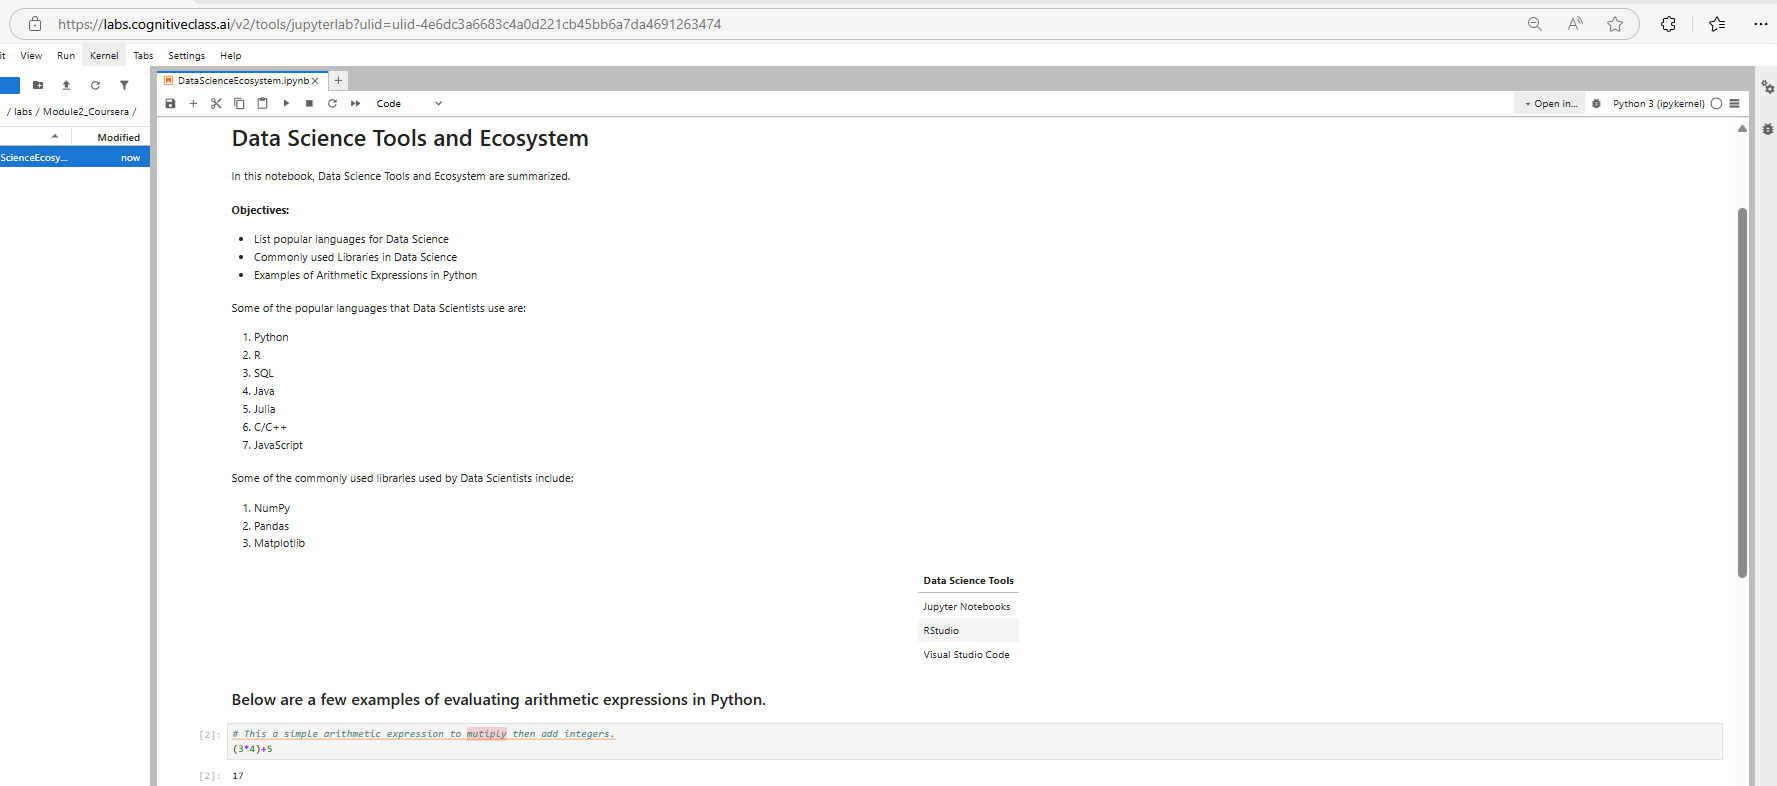 https://labs.cognitiveclass.ai/v2/tools/jupyterlab?ulid=ulid-4e6dc3a6683c4a0d221cb45bb6a7da4691263474
it View Run Kernel Tabs Settings Help
DataScienceEcosystem.ipynb
Code
Open in...
Python 3 (ipykernel)
/ labs / Module2_Coursera /
Modified
ScienceEcosy... now
Data Science Tools and Ecosystem
In this notebook, Data Science Tools and Ecosystem are summarized.
Objectives:
• List popular languages for Data Science
• Commonly used Libraries in Data Science
• Examples of Arithmetic Expressions in Python
Some of the popular languages that Data Scientists use are:
1. Python
2. R
3. SQL
4. Java
5. Julia
6. C/C++
7. JavaScript
Some of the commonly used libraries used by Data Scientists include:
1. NumPy
2. Pandas
3. Matplotlib
Data Science Tools
Jupyter Notebooks
RStudio
Visual Studio Code
Below are a few examples of evaluating arithmetic expressions in Python.
[2]: # This a simple arithmetic expression to mutiply then add integers.
(3*4)+5
[2]: 17